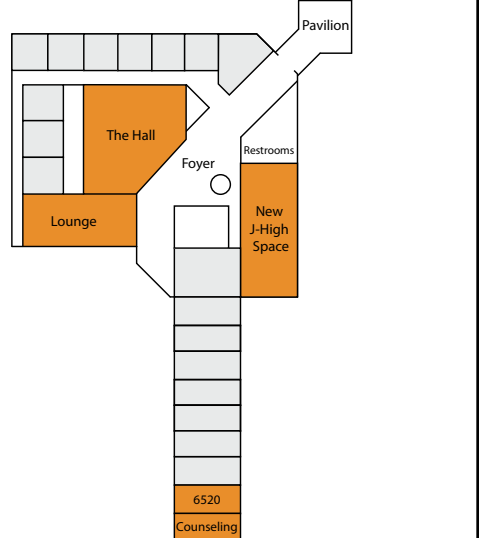 Pavilion
The Hall
Restrooms
Foyer
Lounge
New
J-High
Space
6520
Counseling